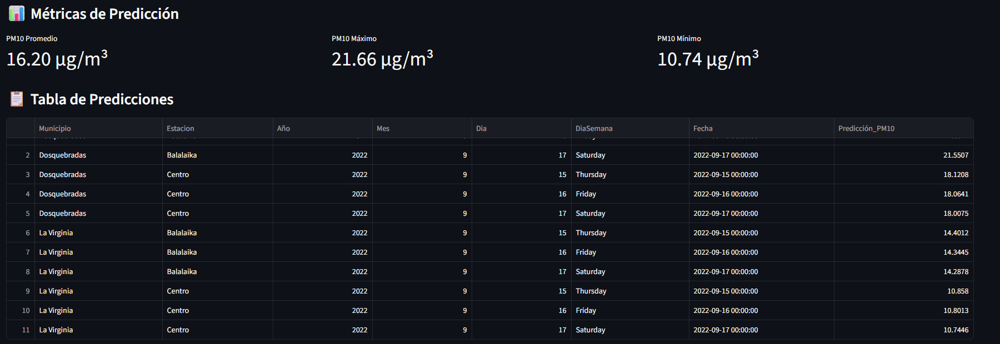 Métricas de Predicción
PM10 Promedio
PM10 Máximo
PM10 Mínimo
16.20 µg/m³
21.66 µg/m³
10.74 µg/m³
Tabla de Predicciones
Municipio Estacion Año Mes Dia DiaSemana Fecha Predicción_PM10
2 Dosquebradas Balalaika 2022 9 17 Saturday 2022-09-17 00:00:00 21.5507
3 Dosquebradas Centro 2022 9 15 Thursday 2022-09-15 00:00:00 18.1208
4 Dosquebradas Centro 2022 9 16 Friday 2022-09-16 00:00:00 18.0641
5 Dosquebradas Centro 2022 9 17 Saturday 2022-09-17 00:00:00 18.0075
6 La Virginia Balalaika 2022 9 15 Thursday 2022-09-15 00:00:00 14.4012
7 La Virginia Balalaika 2022 9 16 Friday 2022-09-16 00:00:00 14.3445
8 La Virginia Balalaika 2022 9 17 Saturday 2022-09-17 00:00:00 14.2878
9 La Virginia Centro 2022 9 15 Thursday 2022-09-15 00:00:00 10.858
10 La Virginia Centro 2022 9 16 Friday 2022-09-16 00:00:00 10.8013
11 La Virginia Centro 2022 9 17 Saturday 2022-09-17 00:00:00 10.7446